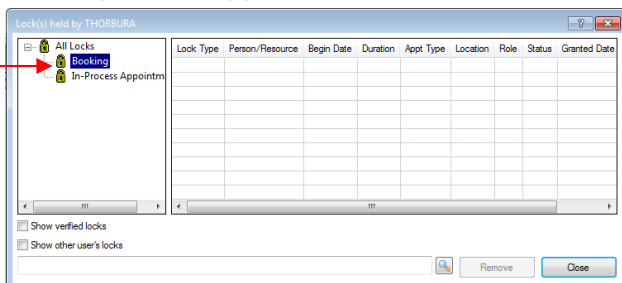 Lock(s) held by THORBURA
All Locks
Booking
In-Process Appointm
Lock Type Person/Resource Begin Date Duration Appt Type Location Role Status Granted Date
Show verified locks
Show other user's locks
Remove Close